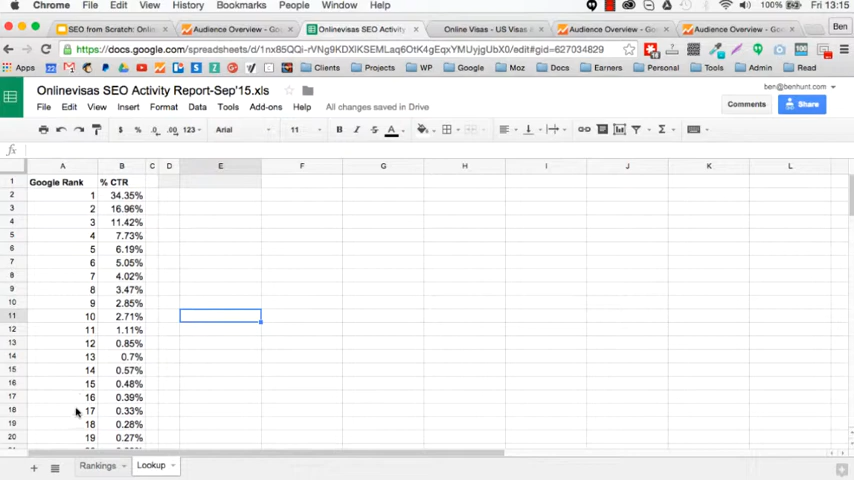 Chrome File Edit View History Bookmarks People Window Help 100% Fri 13:15
SEO from Scratch: Online Audience Overview - Goo Onlinevisas SEO Activity Online Visas - US Visas Audience Overview - Goo Audience Overview - Goo Ben
https://docs.google.com/spreadsheets/d/1nx85QQi-rVNg9KDXlKSEMLaq6OtK4gEqxYMUyjgUbX0/edit#gid=627034829
Apps Clients Projects WP Google Moz Docs Earners Personal Tools Admin Read
Onlinevisas SEO Activity Report-Sep'15.xls
ben@benhunt.com
File Edit View Insert Format Data Tools Add-ons Help All changes saved in Drive
Comments Share
$ % .0 .00 123 Arial 11 B I S A
fx
A B C D E F G H I J K L
1 Google Rank % CTR
2 1 34.35%
3 2 16.96%
4 3 11.42%
5 4 7.73%
6 5 6.19%
7 6 5.05%
8 7 4.02%
9 8 3.47%
10 9 2.85%
11 10 2.71%
12 11 1.11%
13 12 0.85%
14 13 0.7%
15 14 0.57%
16 15 0.48%
17 16 0.39%
18 17 0.33%
19 18 0.28%
20 19 0.27%
Rankings Lookup